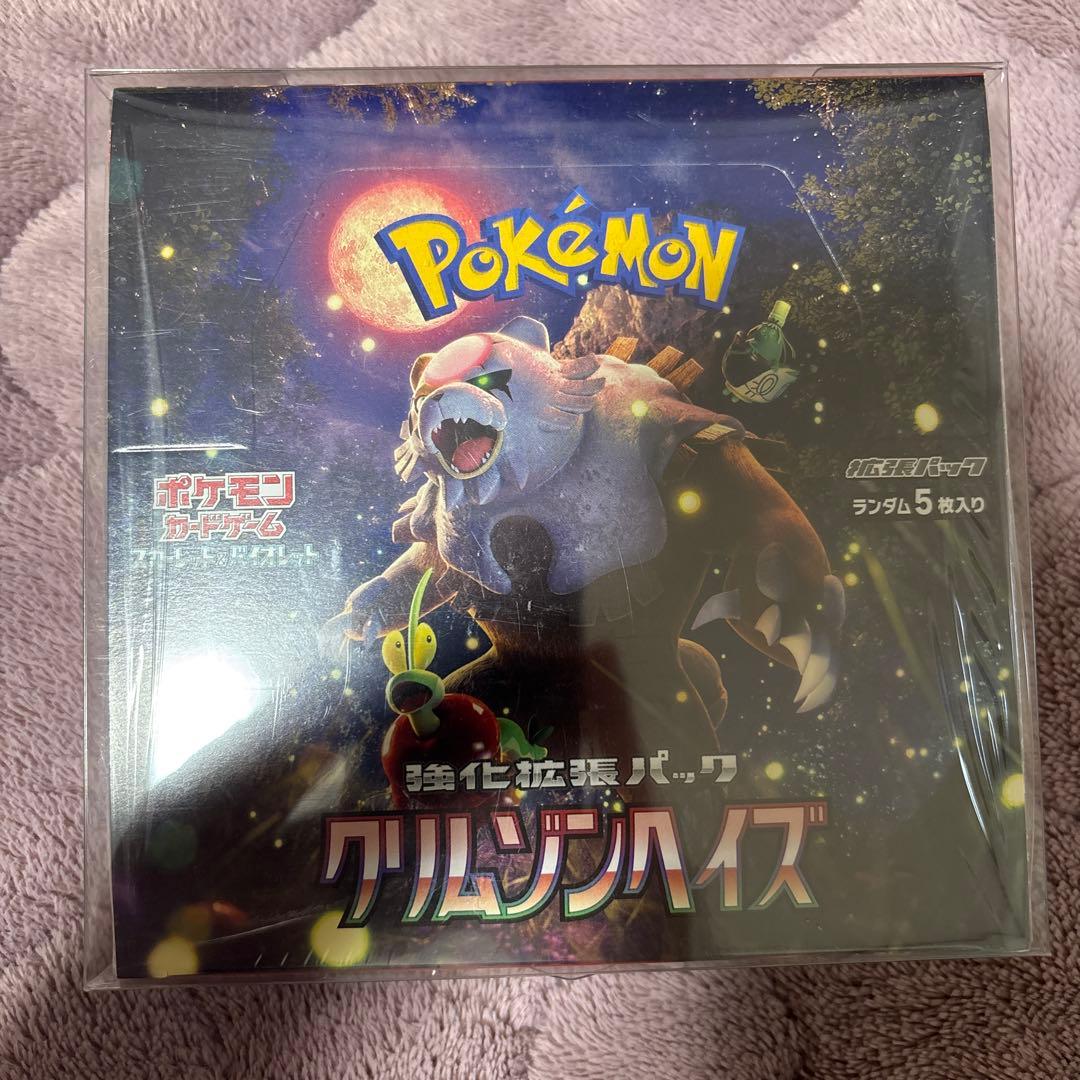 POKéMON
ポケモン
カードゲーム
スカーレット&バイオレット
拡張パック
ランダム5枚入り
強化拡張パック
クリムゾンヘイズ